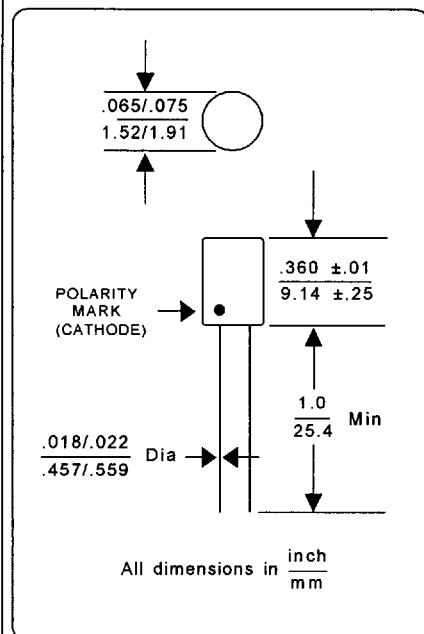 .065/.075
1.52/1.91
.360 ±.01
9.14 ±.25
POLARITY
MARK
(CATHODE)
1.0
25.4
Min
.018/.022
.457/.559
Dia
All dimensions in inch
mm